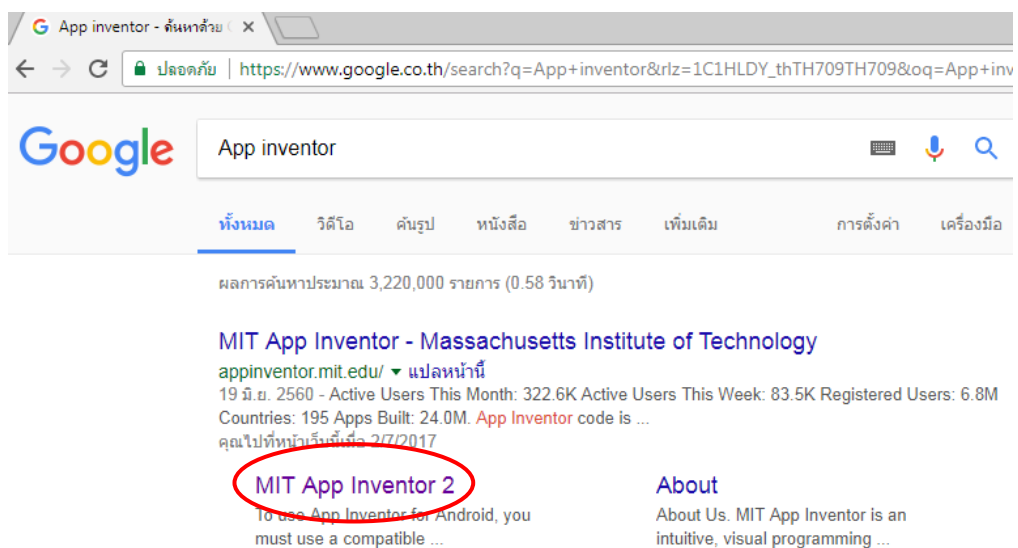 App inventor - ค้นหาด้วย
ปลอดภัย | https://www.google.co.th/search?q=App+inventor&rlz=1C1HLDY_thTH709TH709&oq=App+inv
Google
App inventor
ทั้งหมด วิดีโอ ค้นรูป หนังสือ ข่าวสาร เพิ่มเติม การตั้งค่า เครื่องมือ
ผลการค้นหาประมาณ 3,220,000 รายการ (0.58 วินาที)
MIT App Inventor - Massachusetts Institute of Technology
appinventor.mit.edu/ ▼ แปลหน้านี้
19 มิ.ย. 2560 - Active Users This Month: 322.6K Active Users This Week: 83.5K Registered Users: 6.8M
Countries: 195 Apps Built: 24.0M. App Inventor code is ...
คุณไปที่หน้าเว็บนี้เมื่อ 2/7/2017
MIT App Inventor 2
To use App Inventor for Android, you
must use a compatible ...
About
About Us. MIT App Inventor is an
intuitive, visual programming ...